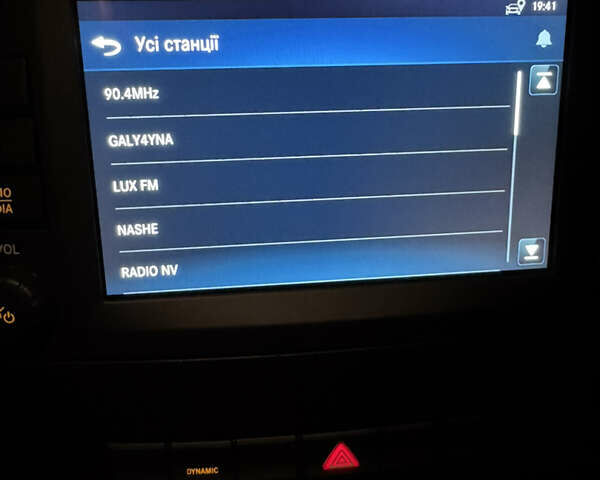 19:41
Усі станції
90.4MHz
GALY4YNA
LUX FM
NASHE
RADIO NV
VOL
DYNAMIC